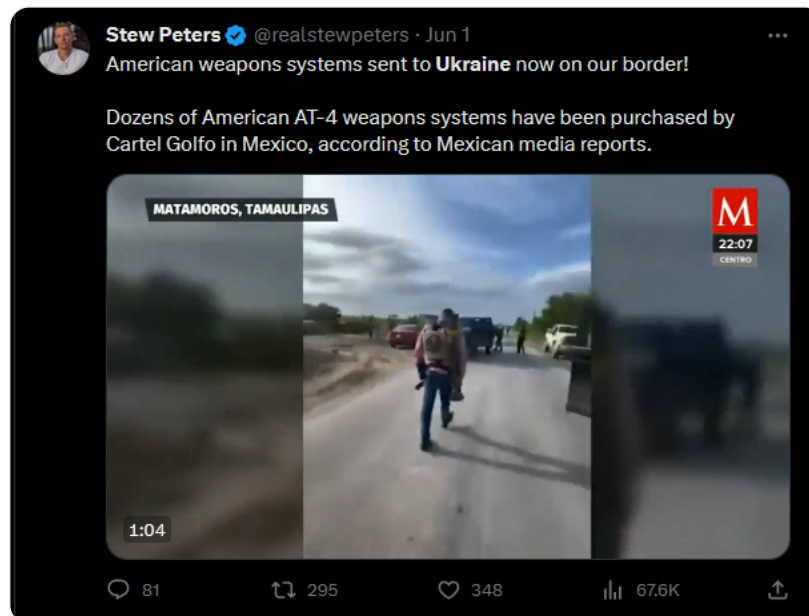 Stew Peters @realstewpeters · Jun 1
American weapons systems sent to Ukraine now on our border!
Dozens of American AT-4 weapons systems have been purchased by
Cartel Golfo in Mexico, according to Mexican media reports.
MATAMOROS, TAMAULIPAS
M
22:07
CENTRO
1:04
81 295 348 67.6K